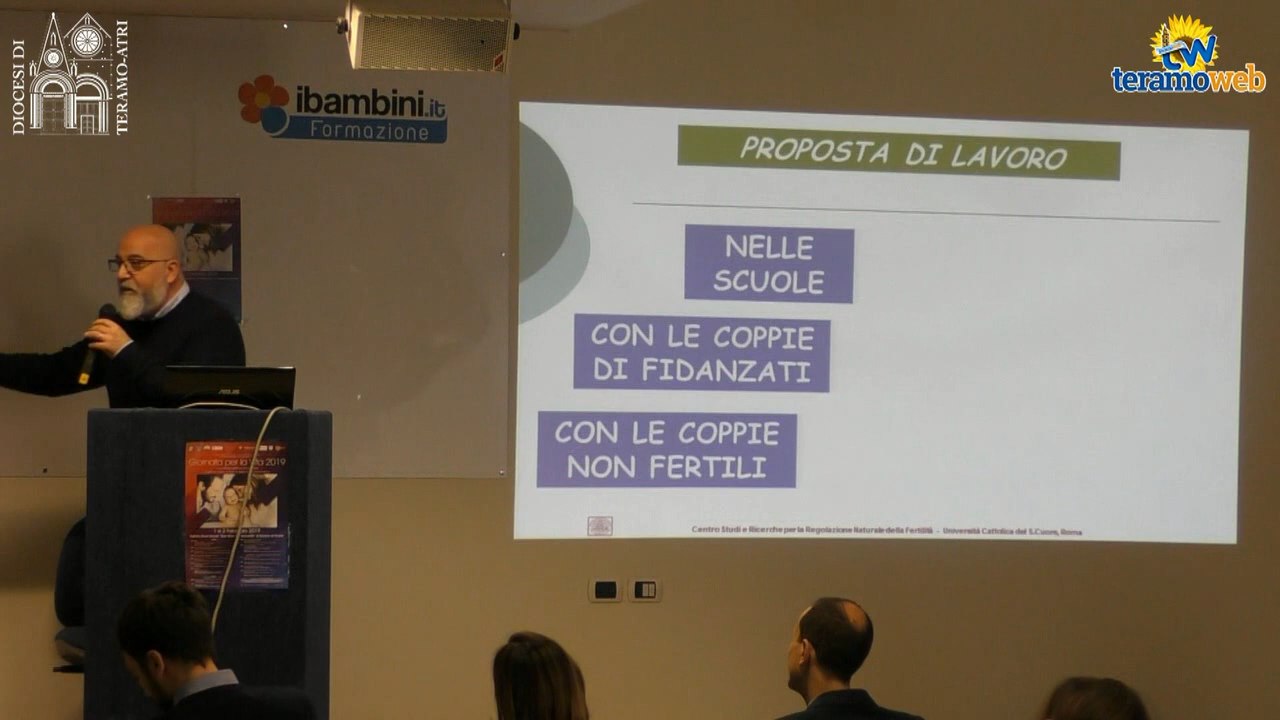 DIOCESI DI
TERAMO-ATRI
ibambini.it
Formazione
tw
teramoweb
PROPOSTA DI LAVORO
NELLE
SCUOLE
CON LE COPPIE
DI FIDANZATI
CON LE COPPIE
NON FERTILI
Centro Studi e Ricerche per la Regolazione Naturale della Fertilità - Università Cattolica del S.Cuore, Roma
ASUS
Giornata per la Vita 2019